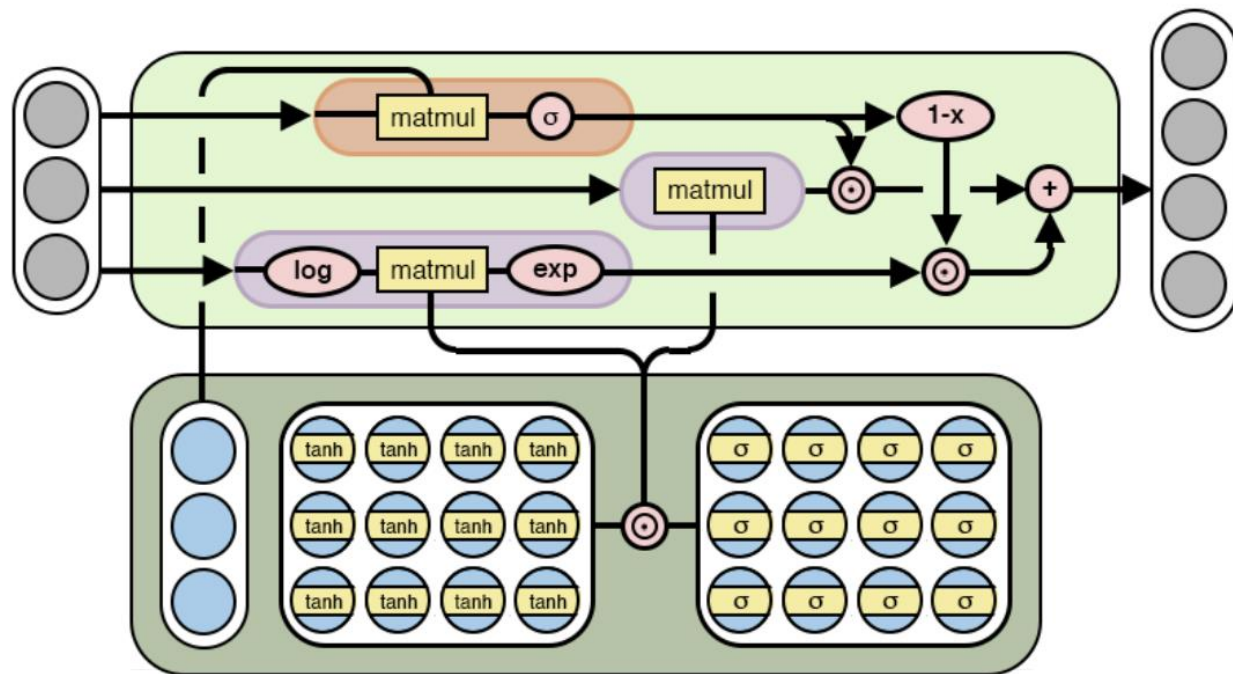 matmul σ 1-x
matmul ⊙ +
log matmul exp ⊙
tanh tanh tanh tanh σ σ σ σ
tanh tanh tanh tanh ⊙ σ σ σ σ
tanh tanh tanh tanh σ σ σ σ